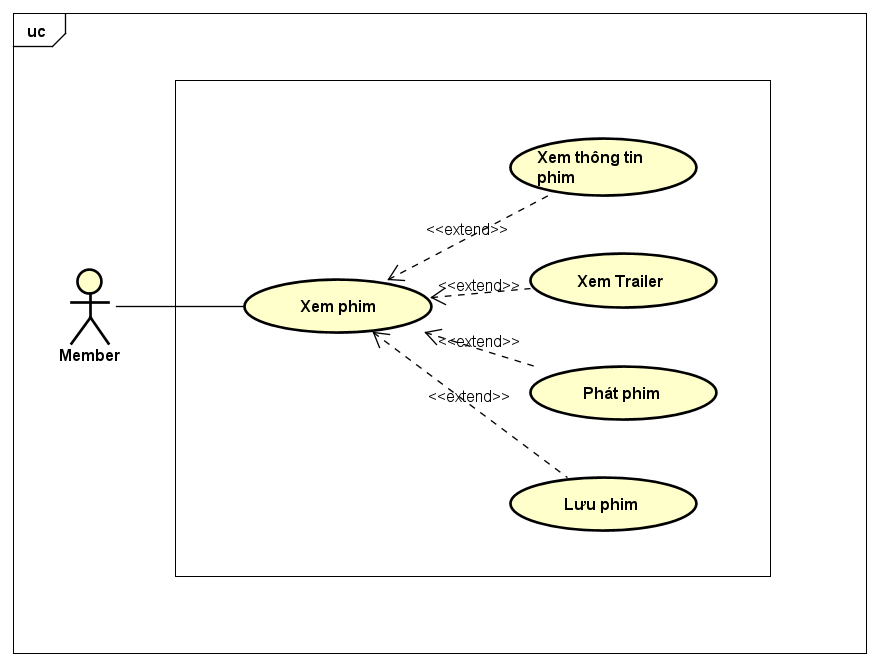 uc
Xem thông tin
phim
<<extend>>
Xem Trailer
<<extend>>
Xem phim
<<extend>>
Member
Phát phim
<<extend>>
Lưu phim